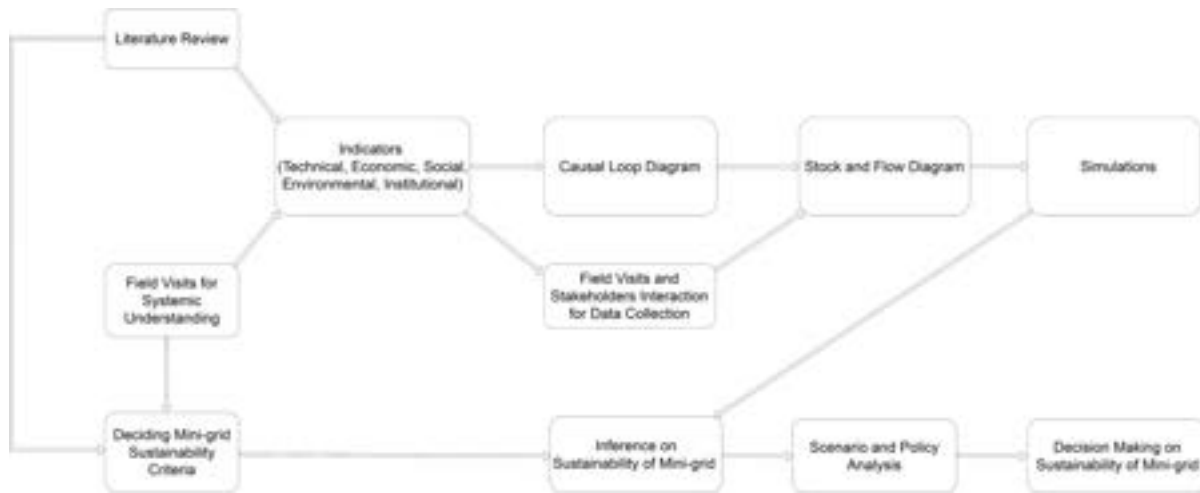 Literature Review
Indicators
(Technical, Economic, Social,
Environmental, Institutional)
Causal Loop Diagram
Stock and Flow Diagram
Simulations
Field Visits for
Systemic
Understanding
Field Visits and
Stakeholders Interaction
for Data Collection
Deciding Mini-grid
Sustainability
Criteria
Inference on
Sustainability of Mini-grid
Scenario and Policy
Analysis
Decision Making on
Sustainability of Mini-grid